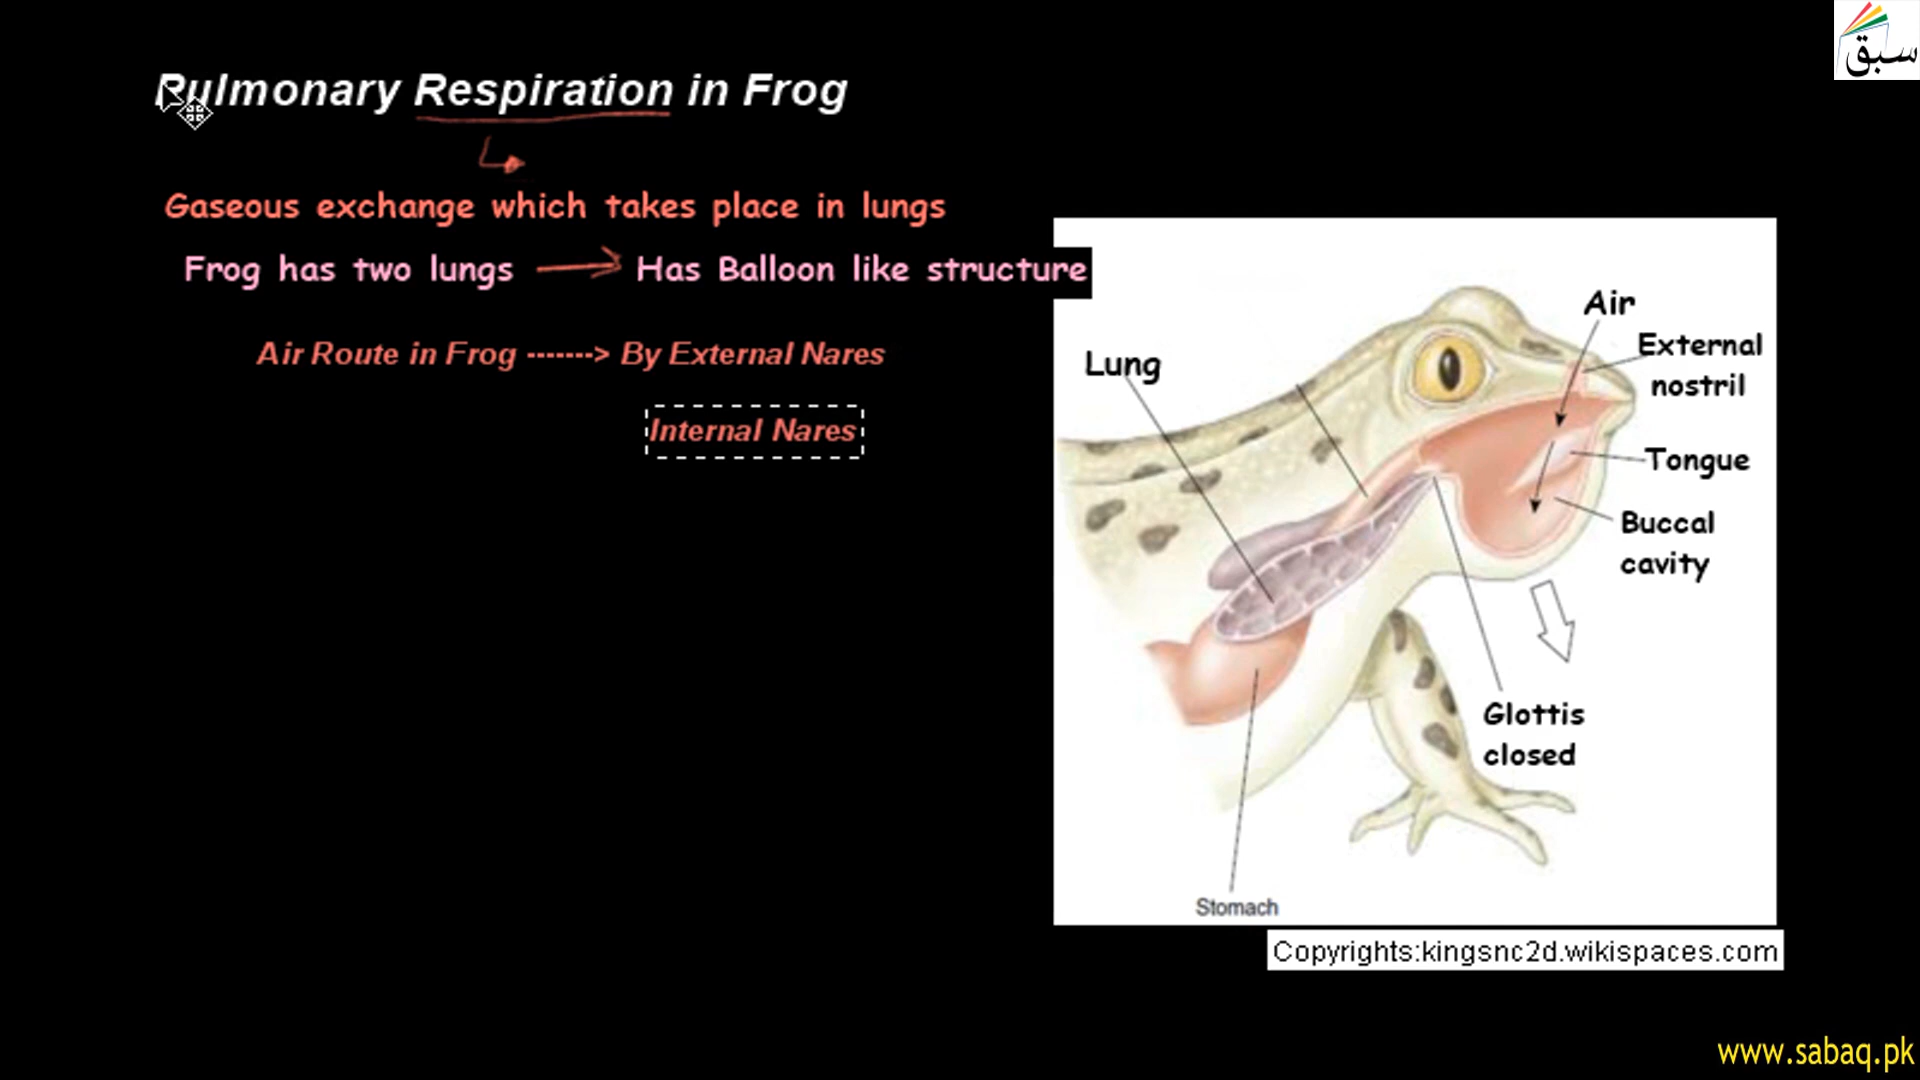 سبق
Pulmonary Respiration in Frog
Gaseous exchange which takes place in lungs
Frog has two lungs
Has Balloon like structure
Air Route in Frog -------> By External Nares
Internal Nares
Air
External
nostril
Lung
Tongue
Buccal
cavity
Glottis
closed
Stomach
Copyrights:kingsnc2d.wikispaces.com
www.sabaq.pk